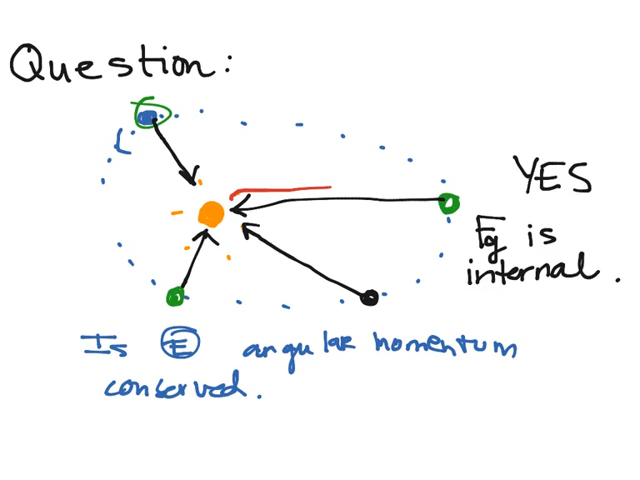 Question:
YES
Fg is
internal.
Is E angular momentum
conserved.